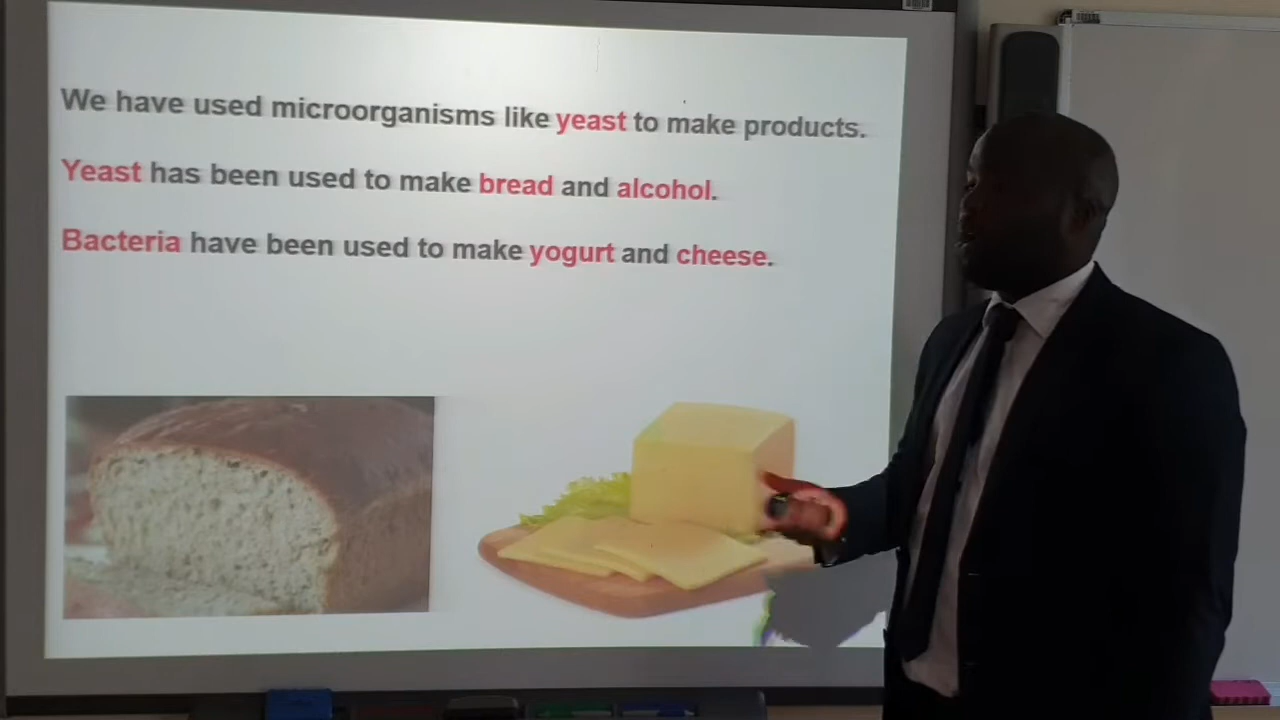 We have used microorganisms like yeast to make products.
Yeast has been used to make bread and alcohol.
Bacteria have been used to make yogurt and cheese.